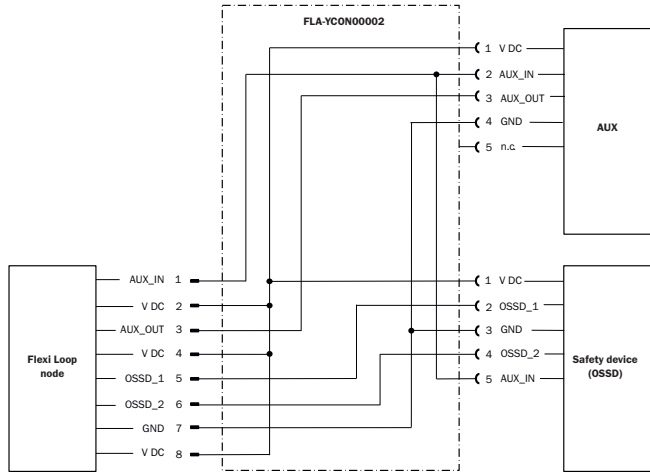 FLA-YCON00002
1 V DC
2 AUX_IN
3 AUX_OUT
4 GND
5 n.c.
AUX
AUX_IN 1
V DC 2
AUX_OUT 3
V DC 4
OSSD_1 5
OSSD_2 6
GND 7
V DC 8
Flexi Loop
node
1 V DC
2 OSSD_1
3 GND
4 OSSD_2
5 AUX_IN
Safety device
(OSSD)